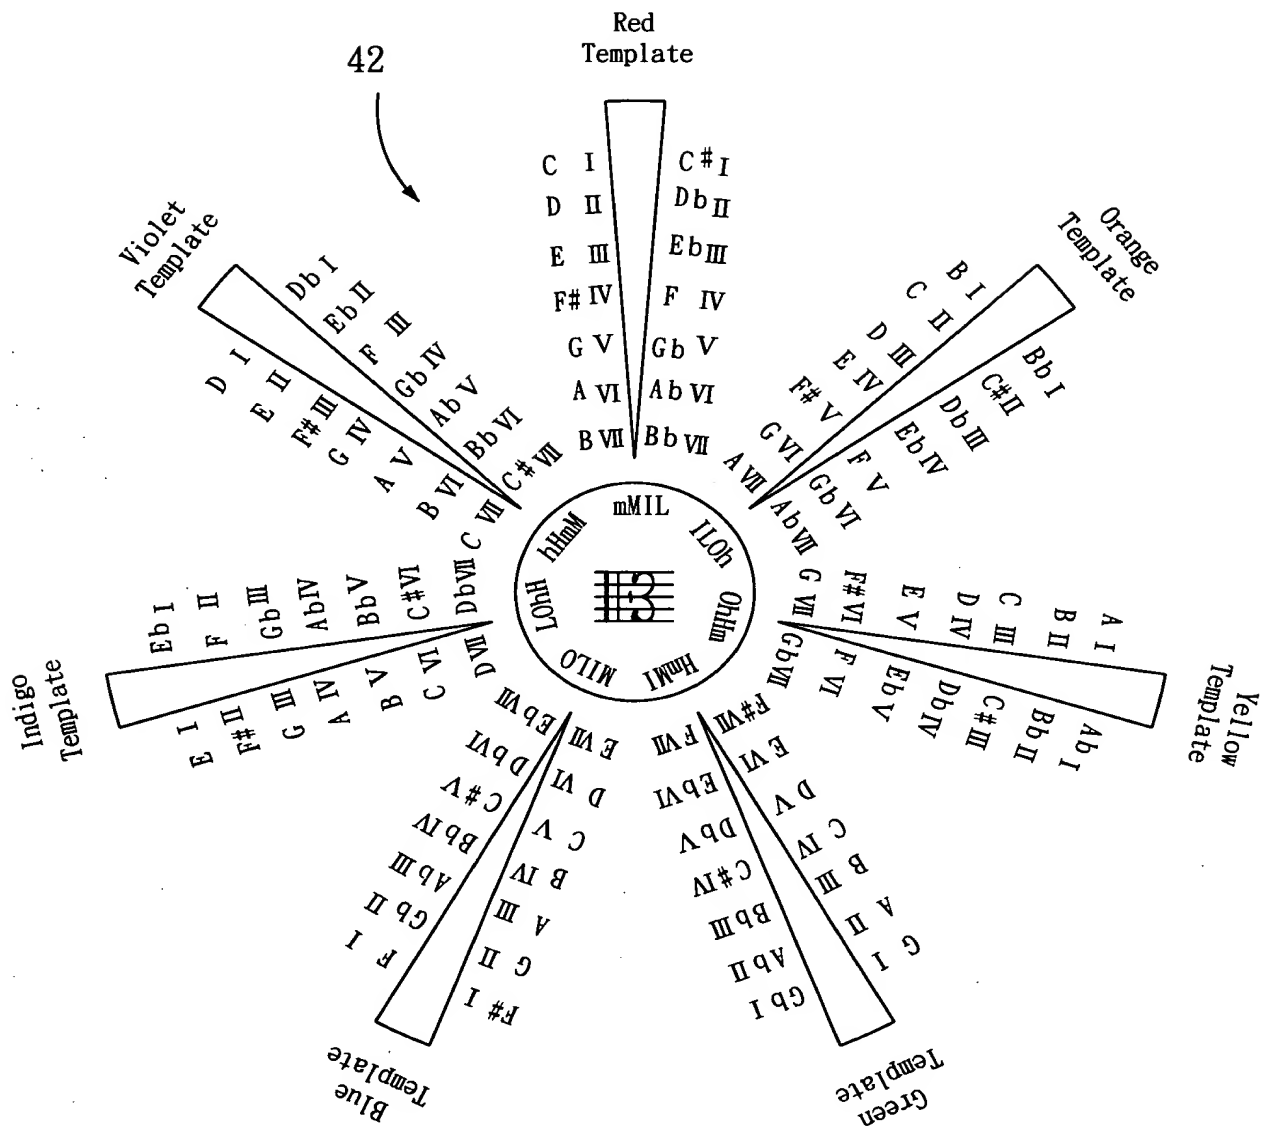 42
Red
Template
C I
D II
E III
F# IV
G V
A VI
B VII
C# I
Db II
Eb III
F IV
Gb V
Ab VI
Bb VII
Orange
Template
B I
C II
D III
E IV
F# V
G VI
A VII
Bb I
C# II
Db III
Eb IV
F V
Gb VI
Ab VII
Yellow
Template
A I
B II
C III
D IV
E V
F# VI
G VII
Ab I
Bb II
C# III
Db IV
Eb V
F VI
Gb VII
Green
Template
G I
A II
B III
C IV
D V
E VI
F# VII
Gb I
Ab II
Bb III
C# IV
Db V
Eb VI
F VII
Blue
Template
F# I
G II
A III
B IV
C V
D VI
E VII
F I
Gb II
Ab III
Bb IV
C# V
Db VI
Eb VII
Indigo
Template
E I
F# II
G III
A IV
B V
C VI
D VII
Eb I
F II
Gb III
Ab IV
Bb V
C# VI
Db VII
Violet
Template
D I
E II
F# III
G IV
A V
B VI
C VII
Db I
Eb II
F III
Gb IV
Ab V
Bb VI
C# VII
mMIL
ILOh
OhHm
HmMI
MILO
LOhH
hHmM